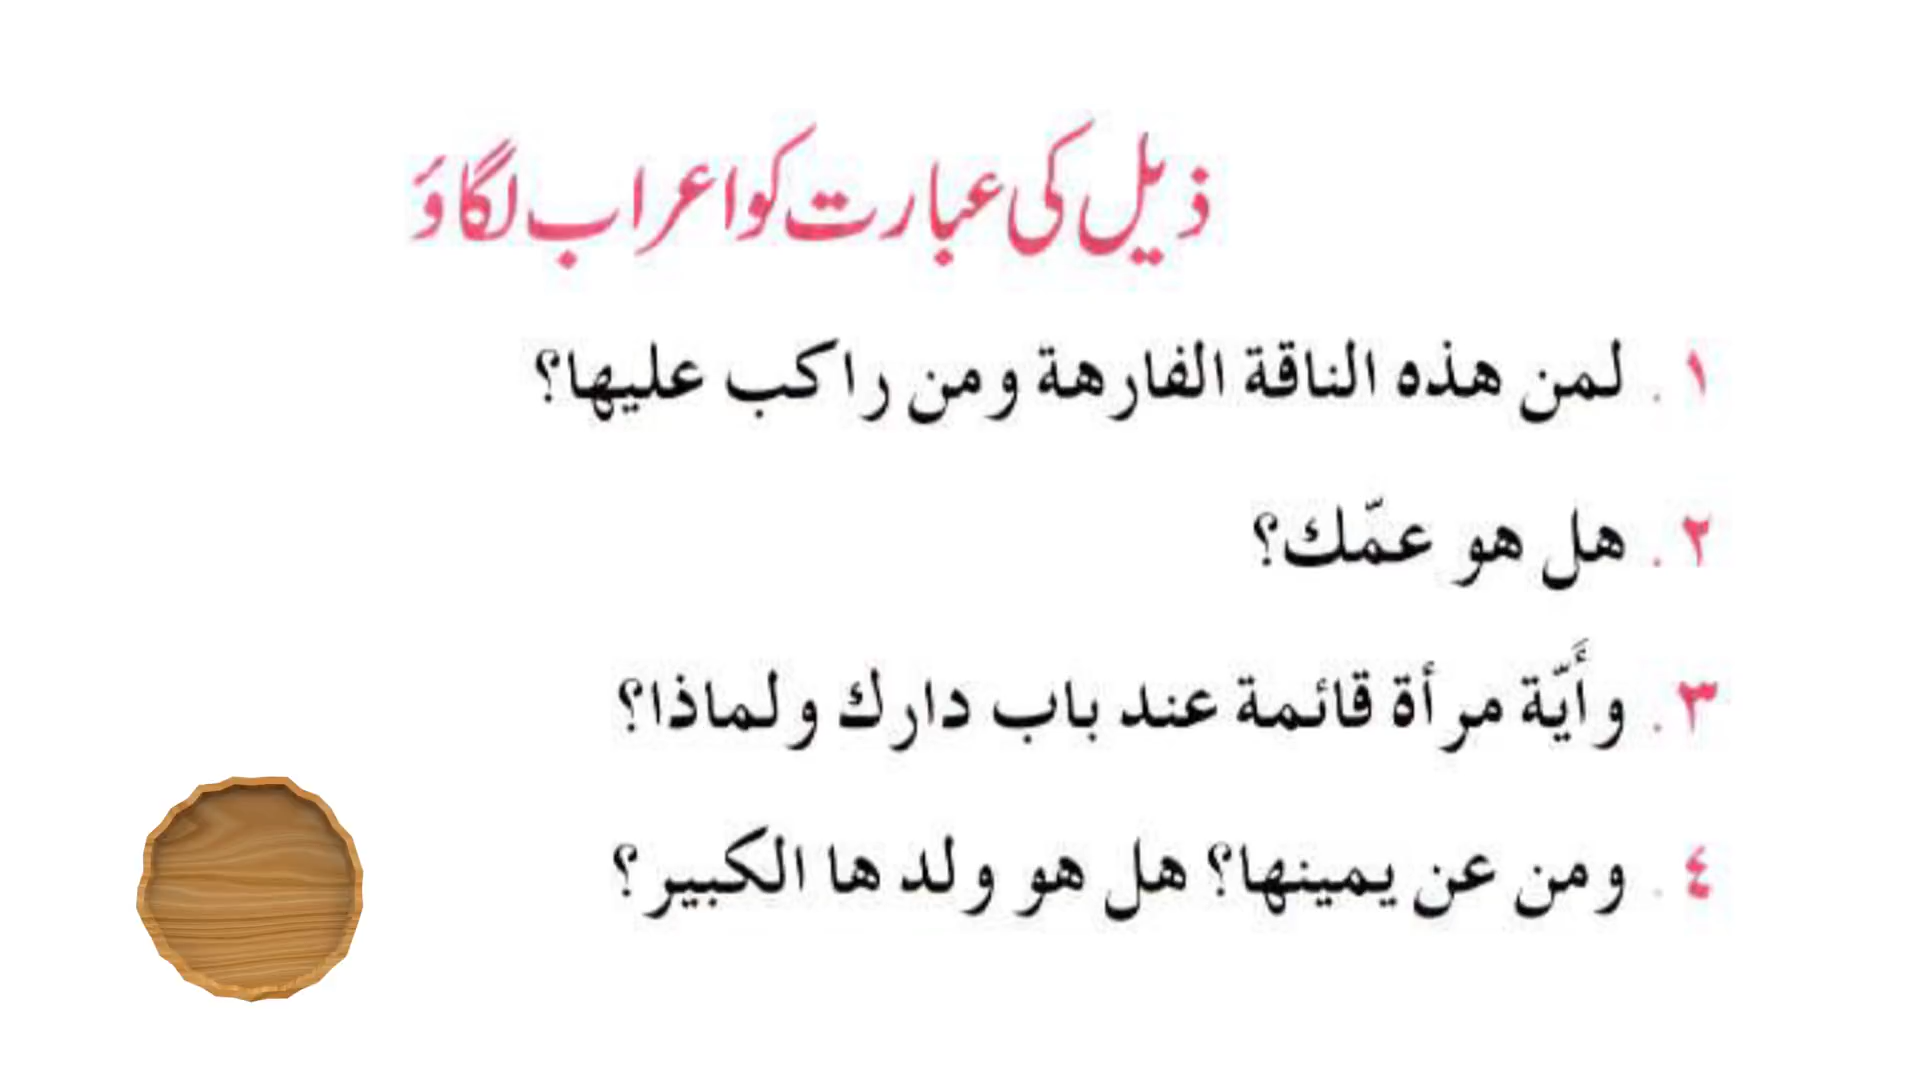 ذیل کی عبارت کو اعراب لگاؤ
١. لمن هذه الناقة الفارهة ومن راكب عليها؟
٢. هل هو عمّك؟
٣. وأَيّة مرأة قائمة عند باب دارك ولماذا؟
٤. ومن عن يمينها؟ هل هو ولدها الكبير؟